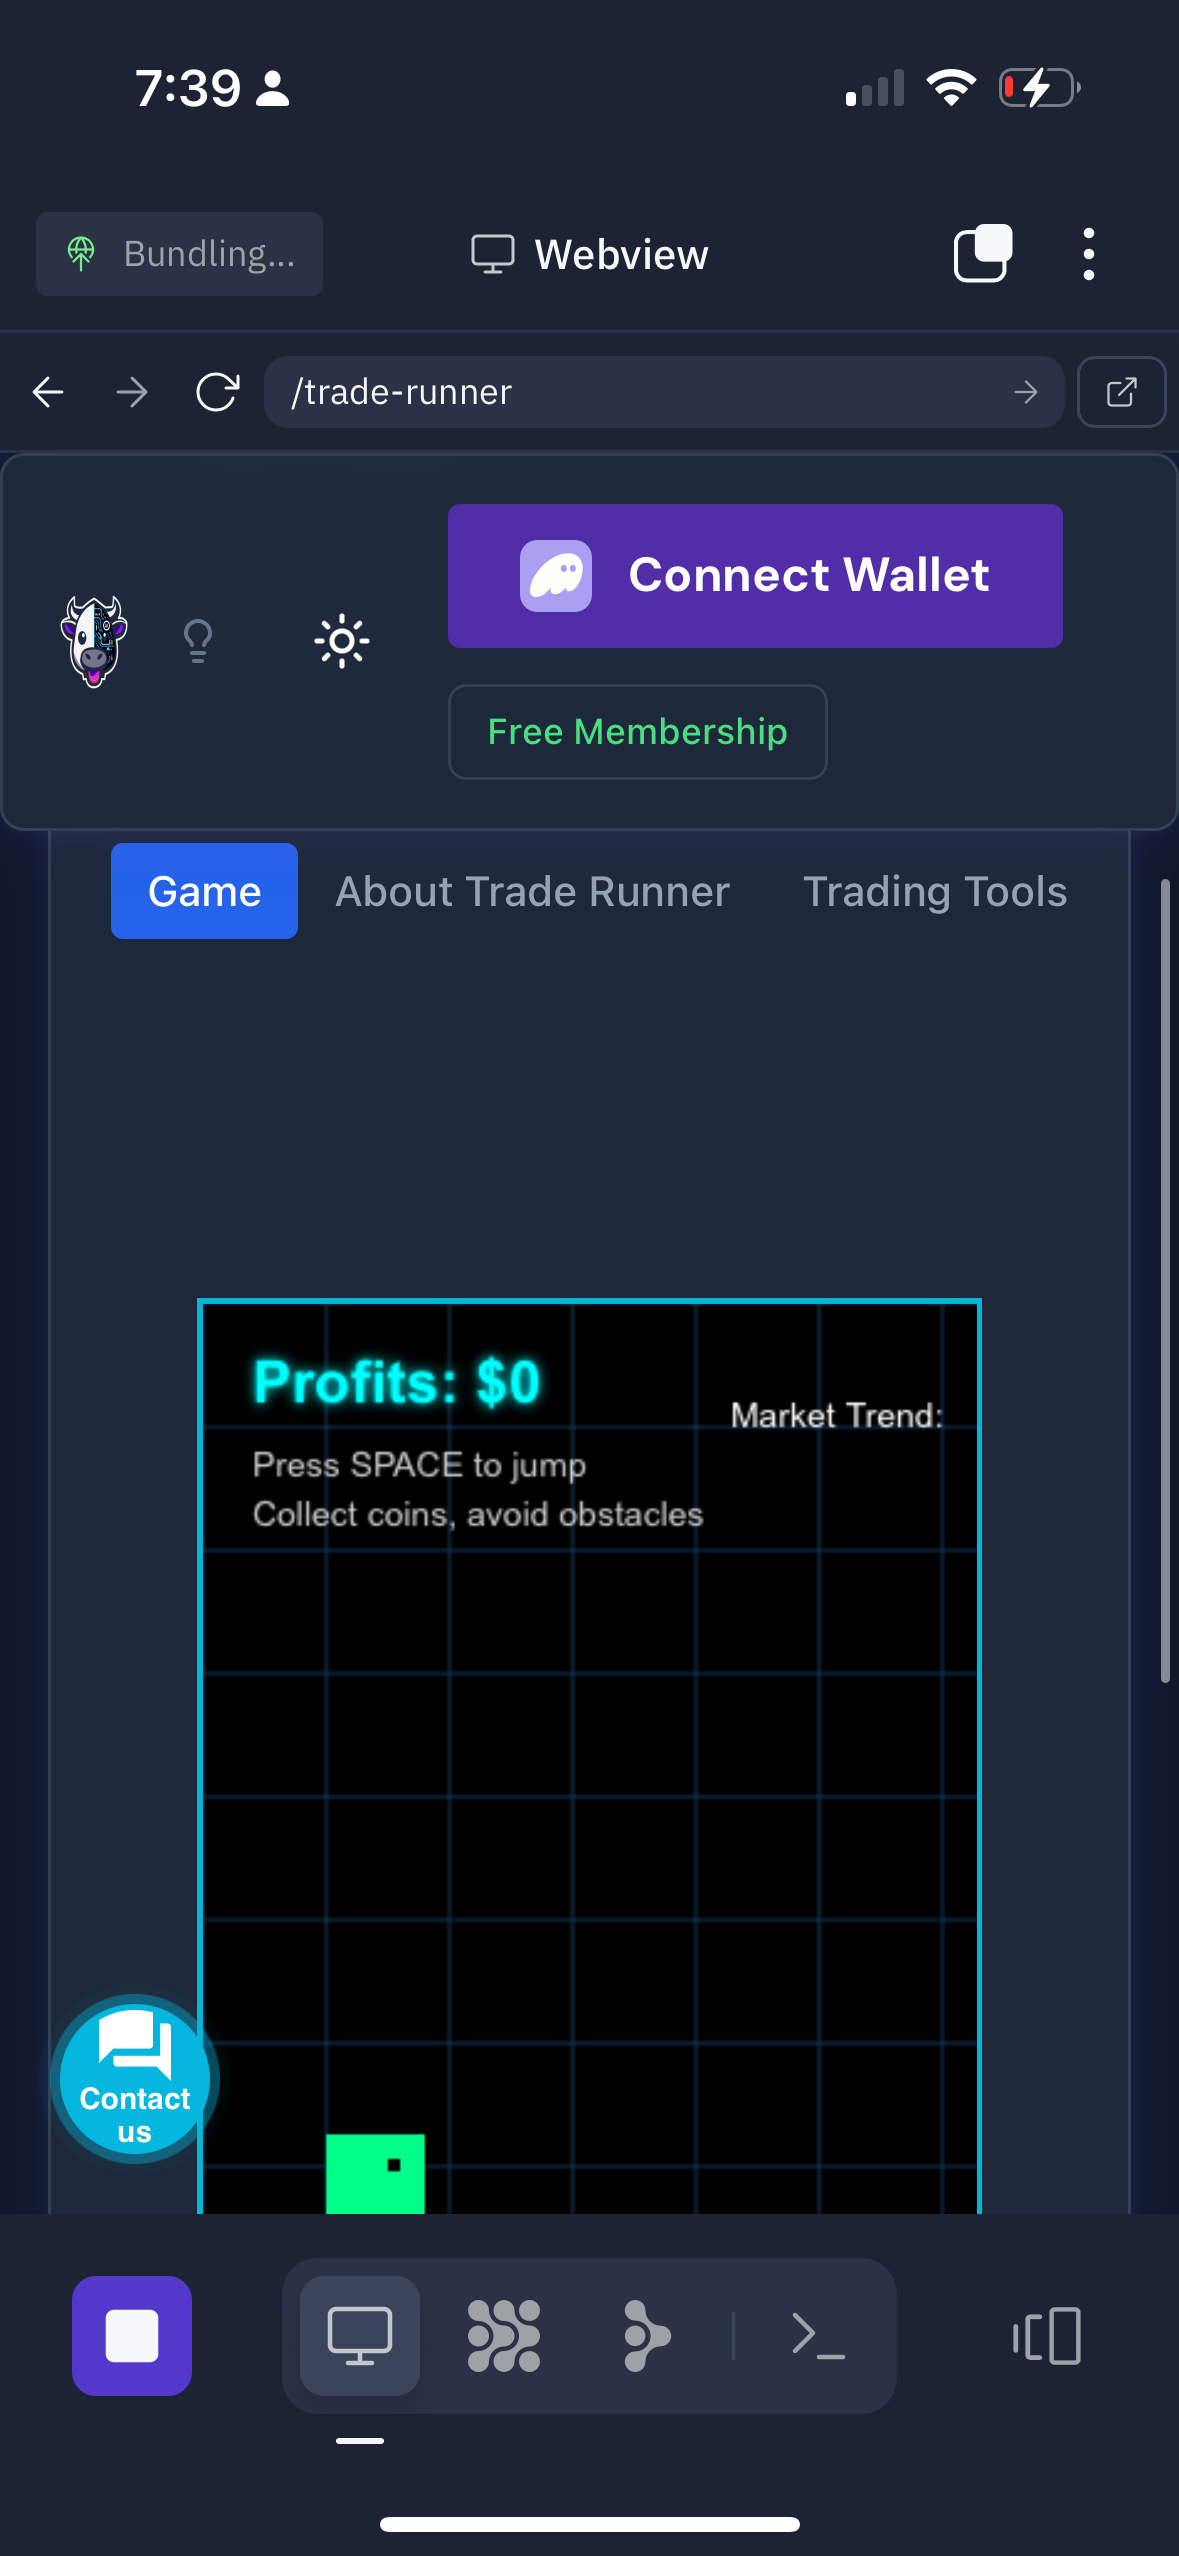 7:39
Bundling...
Webview
/trade-runner
Connect Wallet
Free Membership
Game
About Trade Runner
Trading Tools
Profits: $0
Market Trend:
Press SPACE to jump
Collect coins, avoid obstacles
Contact
us